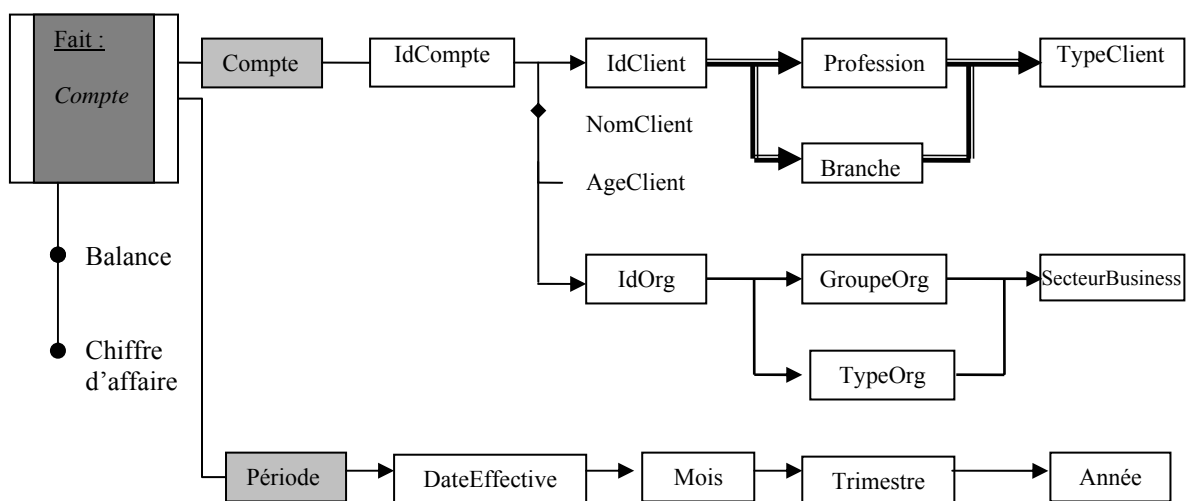 Fait :
Compte
Compte
IdCompte
IdClient
Profession
TypeClient
NomClient
Branche
AgeClient
Balance
IdOrg
GroupeOrg
SecteurBusiness
Chiffre
d'affaire
TypeOrg
Période
DateEffective
Mois
Trimestre
Année